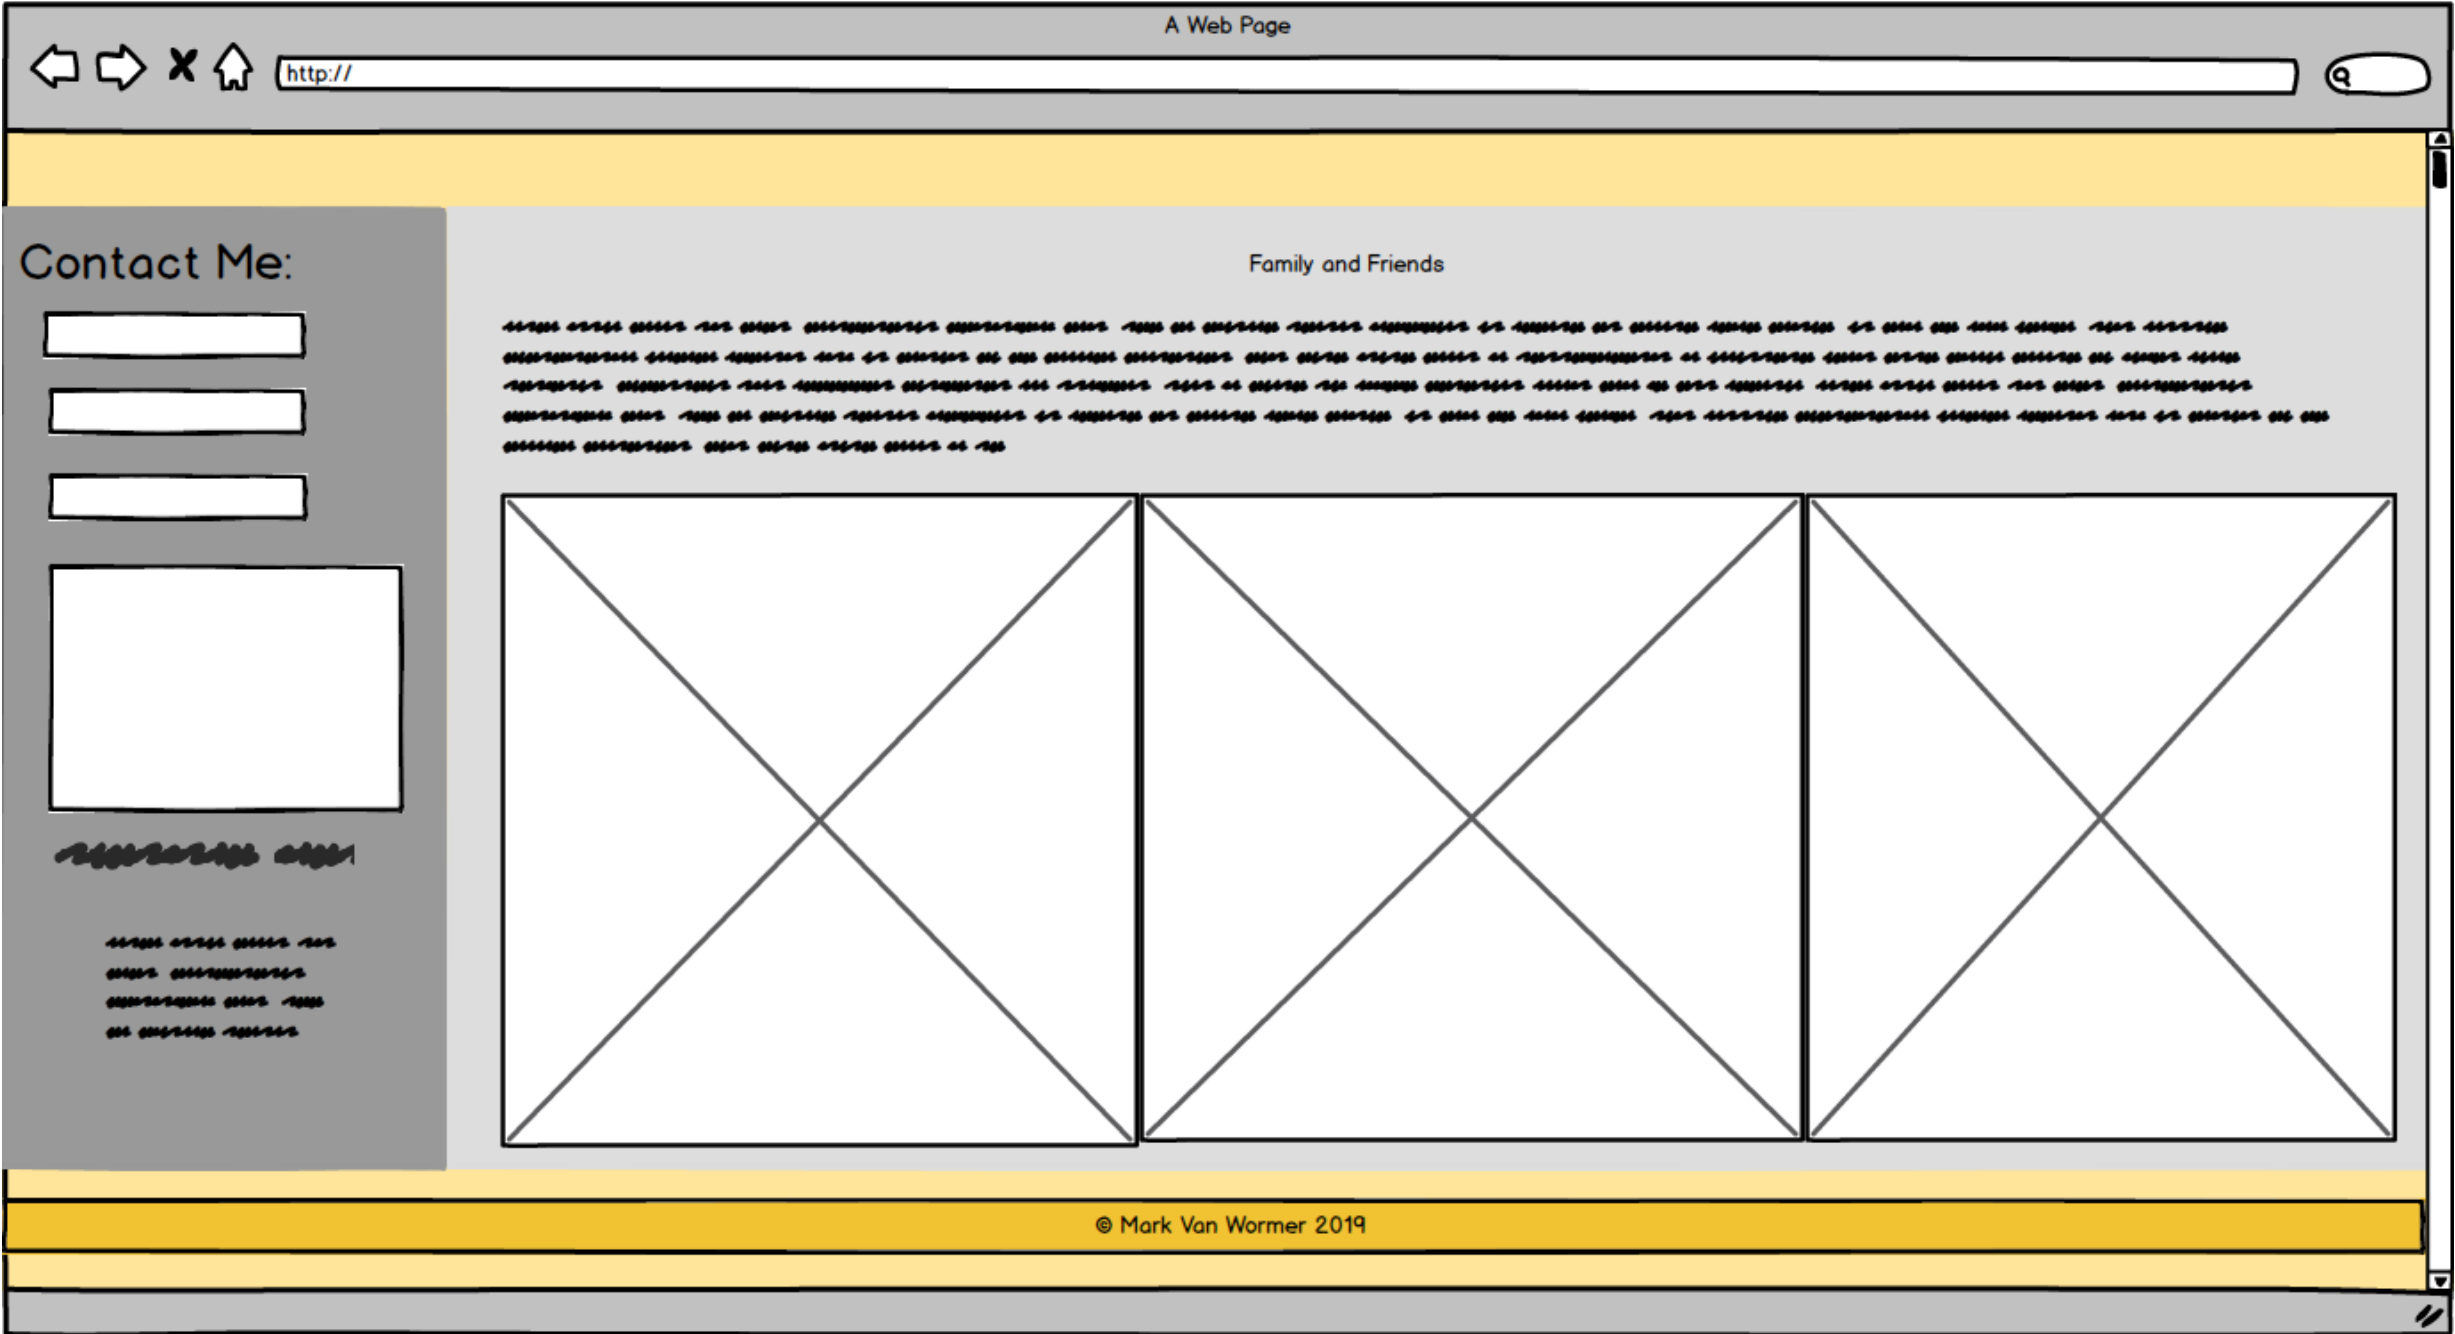 A Web Page
http://
Contact Me:
Family and Friends
© Mark Van Wormer 2019